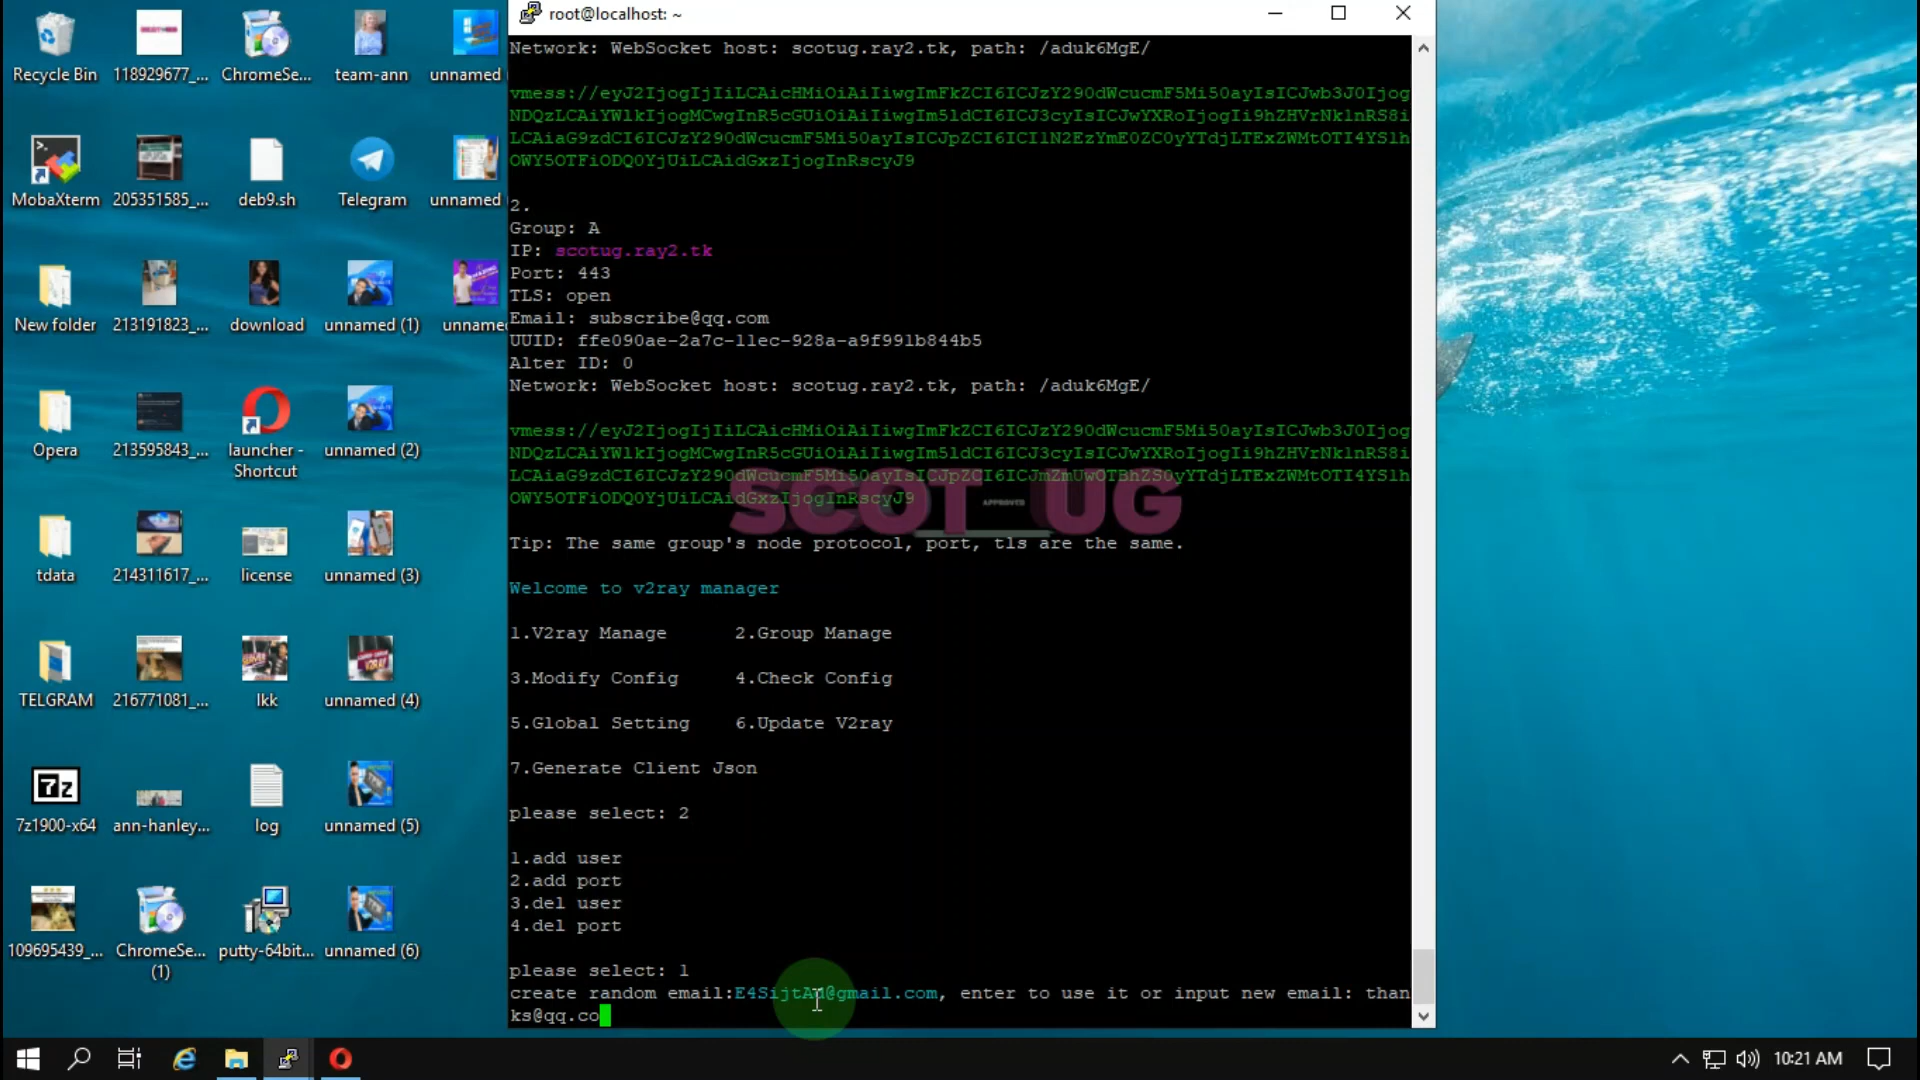 root@localhost: ~
Network: WebSocket host: scotug.ray2.tk, path: /aduk6MgE/
vmess://eyJ2IjogIjIiLCAicHMiOiAiIiwgImFkZCI6ICJzY290dWcucmF5Mi50ayIsICJwb3J0Ijog
NDQzLCAiYWlkIjogMCwgInR5cGUiOiAibm9uZSIsICJuZXQiOiAid3MiLCAicGF0aCI6ICIvYWR1azZNZ0UvIi
2.
Group: A
IP: scotug.ray2.tk
Port: 443
TLS: open
Email: subscribe@qq.com
UUID: ffe090ae-2a7c-11ec-928a-a9f991b844b5
Alter ID: 0
Network: WebSocket host: scotug.ray2.tk, path: /aduk6MgE/
vmess://eyJ2IjogIjIiLCAicHMiOiAiIiwgImFkZCI6ICJzY290dWcucmF5Mi50ayIsICJwb3J0Ijog
SCOT UG
APPROVED
Tip: The same group's node protocol, port, tls are the same.
Welcome to v2ray manager
1.V2ray Manage 2.Group Manage
3.Modify Config 4.Check Config
5.Global Setting 6.Update V2ray
7.Generate Client Json
please select: 2
1.add user
2.add port
3.del user
4.del port
please select: 1
create random email:E4SijtAu@gmail.com, enter to use it or input new email: than
ks@qq.co
Recycle Bin
118929677_...
ChromeSe...
team-ann
unnamed
MobaXterm
205351585_...
deb9.sh
Telegram
unnamed
New folder
213191823_...
download
unnamed (1)
unnamed
Opera
213595843_...
launcher -
Shortcut
unnamed (2)
tdata
214311617_...
license
unnamed (3)
TELGRAM
216771081_...
lkk
unnamed (4)
7z1900-x64
ann-hanley...
log
unnamed (5)
109695439_...
ChromeSe...
(1)
putty-64bit...
unnamed (6)
10:21 AM